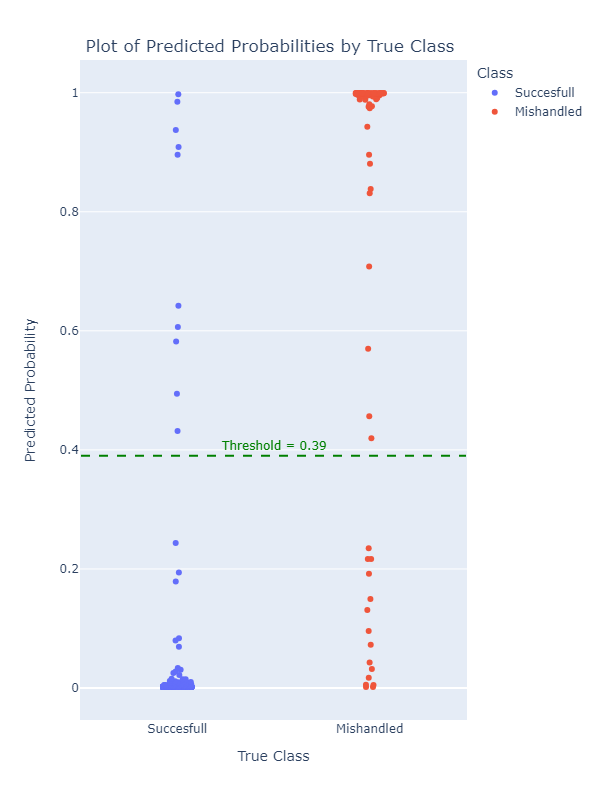 Plot of Predicted Probabilities by True Class
Class
Succesfull
Mishandled
1
0.8
0.6
0.4
0.2
0
Predicted Probability
Threshold = 0.39
Succesfull
Mishandled
True Class